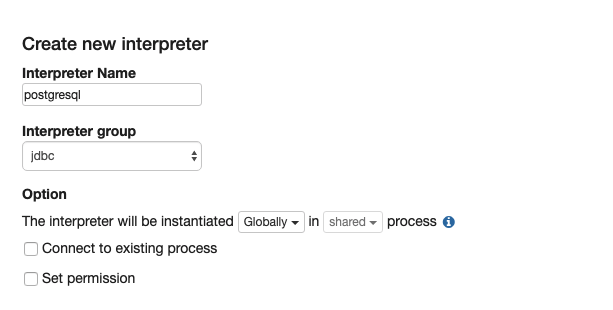 Create new interpreter
Interpreter Name
postgresql
Interpreter group
jdbc
Option
The interpreter will be instantiated Globally in shared process
Connect to existing process
Set permission